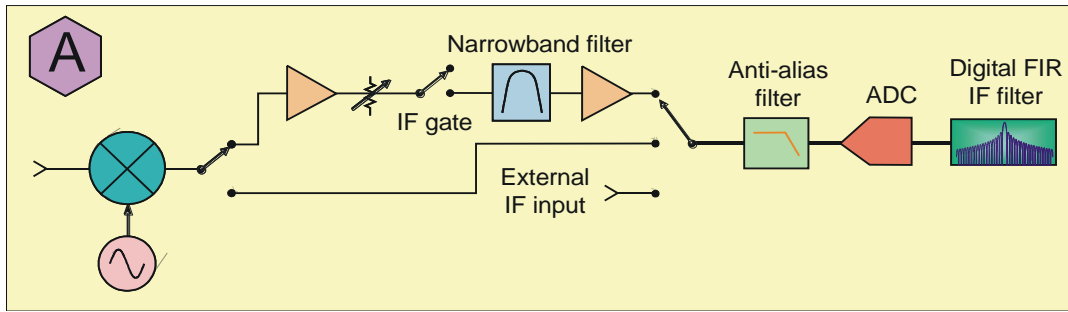 A
Narrowband filter
IF gate
External
IF input
Anti-alias
filter
ADC
Digital FIR
IF filter